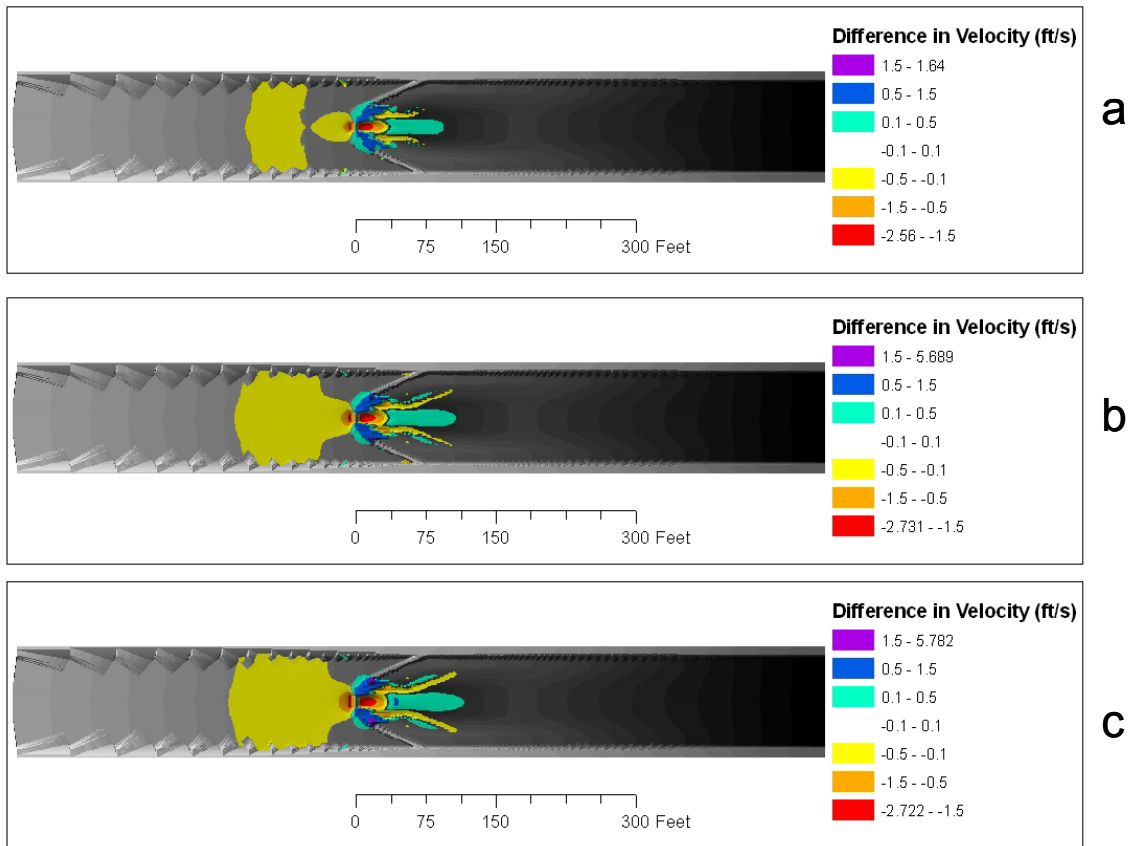 Difference in Velocity (ft/s)
1.5 - 1.64
0.5 - 1.5
0.1 - 0.5
-0.1 - 0.1
-0.5 - -0.1
-1.5 - -0.5
-2.56 - -1.5
0 75 150 300 Feet
a
Difference in Velocity (ft/s)
1.5 - 5.689
0.5 - 1.5
0.1 - 0.5
-0.1 - 0.1
-0.5 - -0.1
-1.5 - -0.5
-2.731 - -1.5
0 75 150 300 Feet
b
Difference in Velocity (ft/s)
1.5 - 5.782
0.5 - 1.5
0.1 - 0.5
-0.1 - 0.1
-0.5 - -0.1
-1.5 - -0.5
-2.722 - -1.5
0 75 150 300 Feet
c